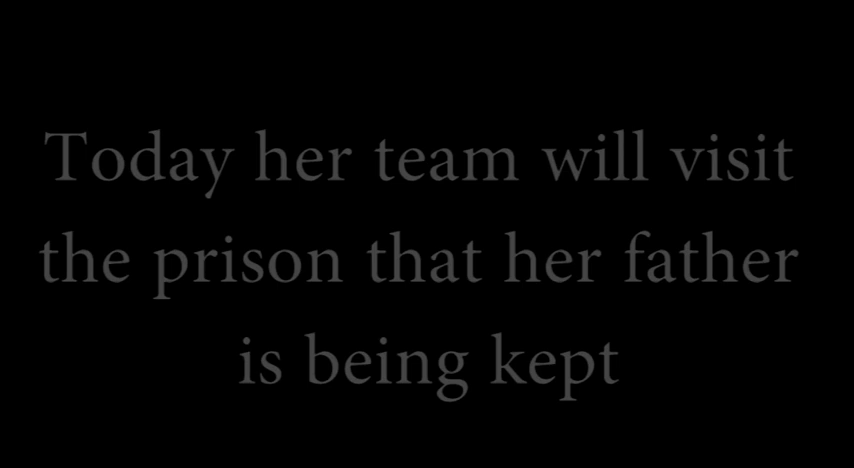 Today her team will visit
the prison that her father
is being kept